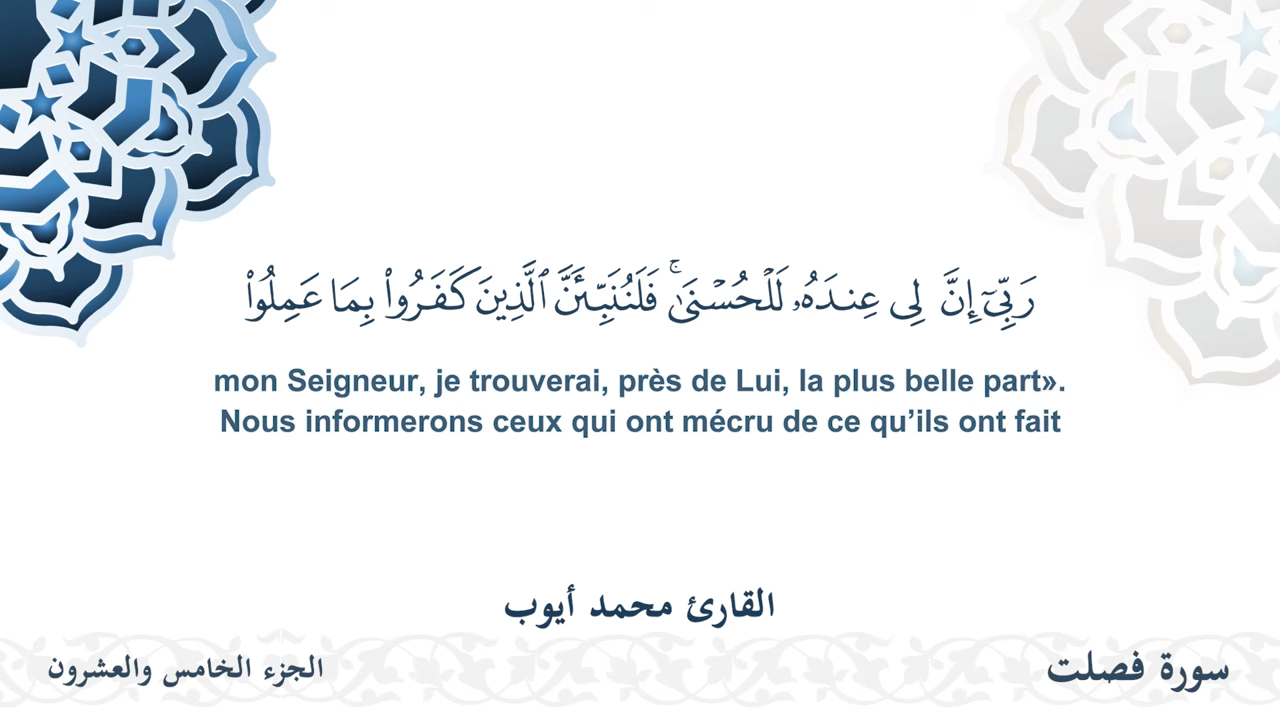 رَبِّىٓ إِنَّ لِى عِندَهُۥ لَلْحُسْنَىٰ ۚ فَلَنُنَبِّئَنَّ ٱلَّذِينَ كَفَرُوا۟ بِمَا عَمِلُوا۟
mon Seigneur, je trouverai, près de Lui, la plus belle part».
Nous informerons ceux qui ont mécru de ce qu’ils ont fait
القارئ محمد أيوب
سورة فصلت
الجزء الخامس والعشرون